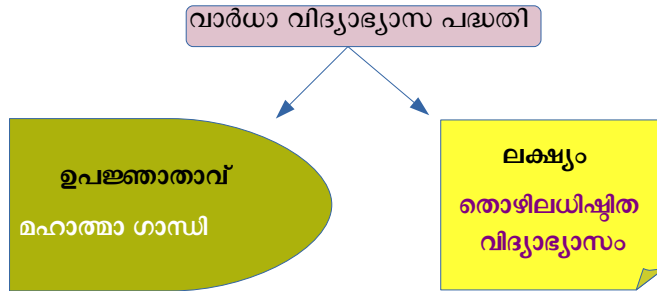 വാർധാ വിദ്യാഭ്യാസ പദ്ധതി
ഉപജ്ഞാതാവ്
മഹാത്മാ ഗാന്ധി
ലക്ഷ്യം
തൊഴിലധിഷ്ഠിത
വിദ്യാഭ്യാസം